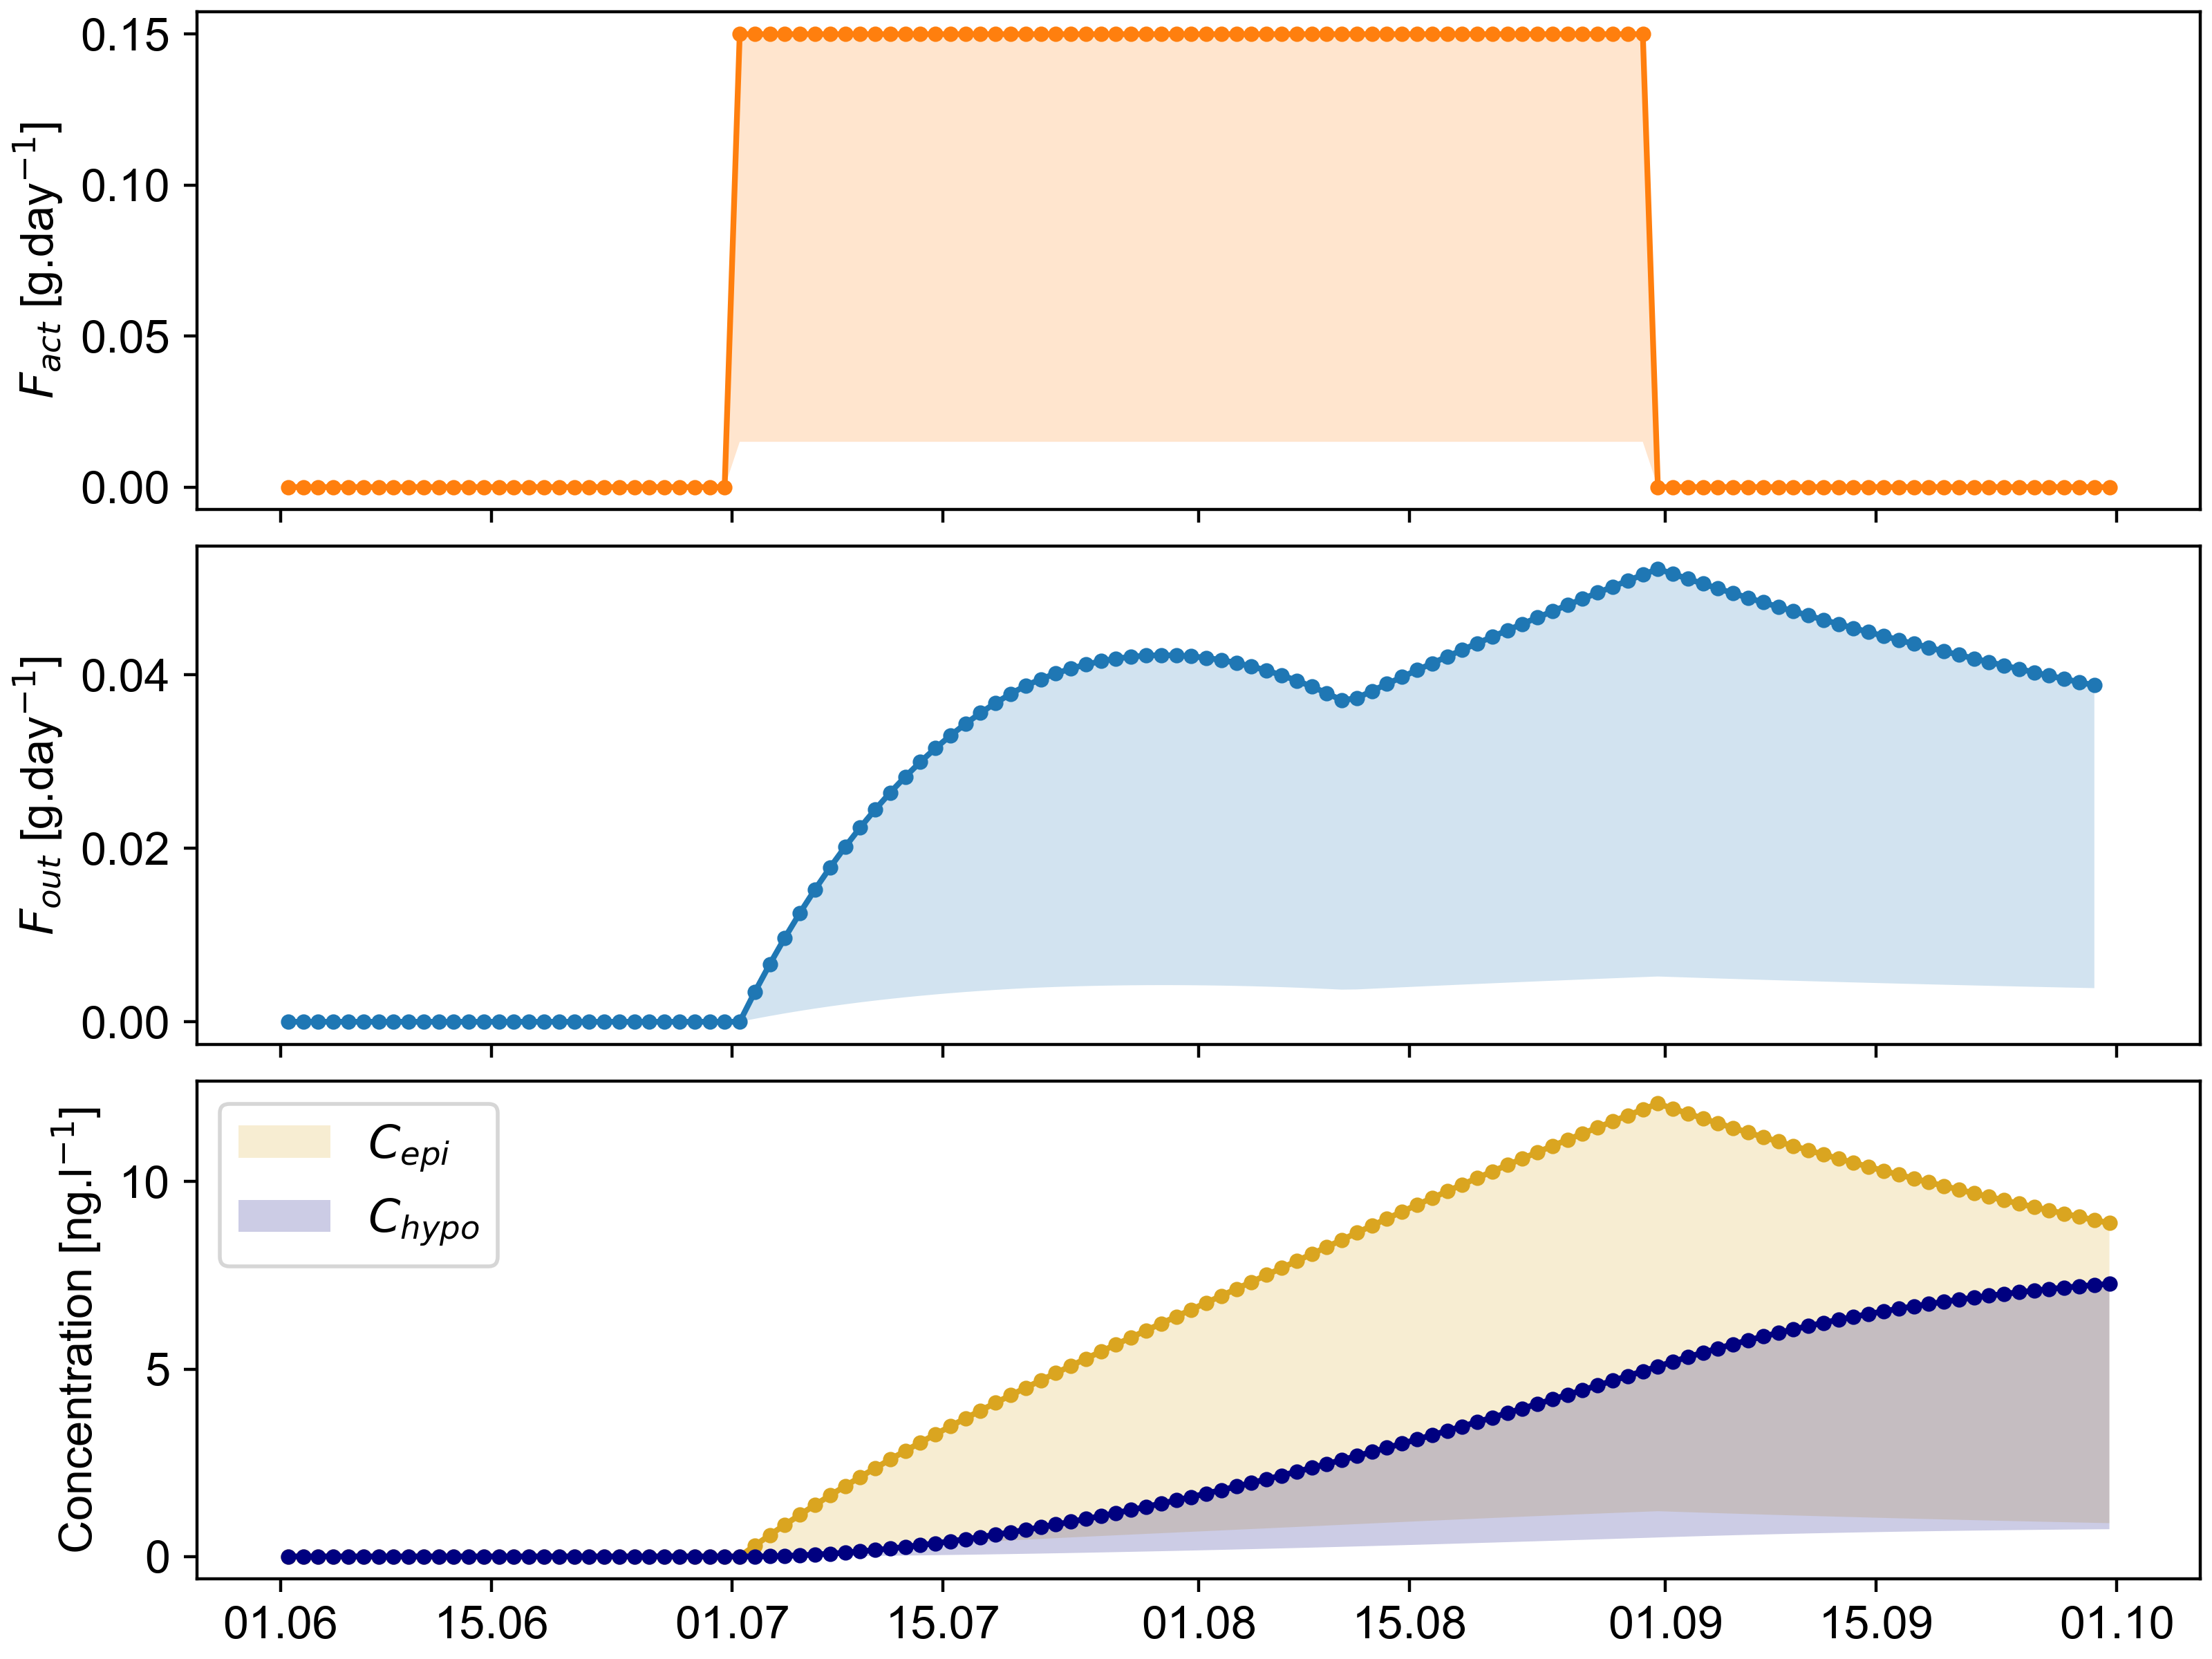 0.15
0.10
0.05
0.00
F_act [g.day⁻¹]
0.04
0.02
0.00
F_out [g.day⁻¹]
C_epi
C_hypo
10
5
0
Concentration [ng.l⁻¹]
01.06 15.06 01.07 15.07 01.08 15.08 01.09 15.09 01.10